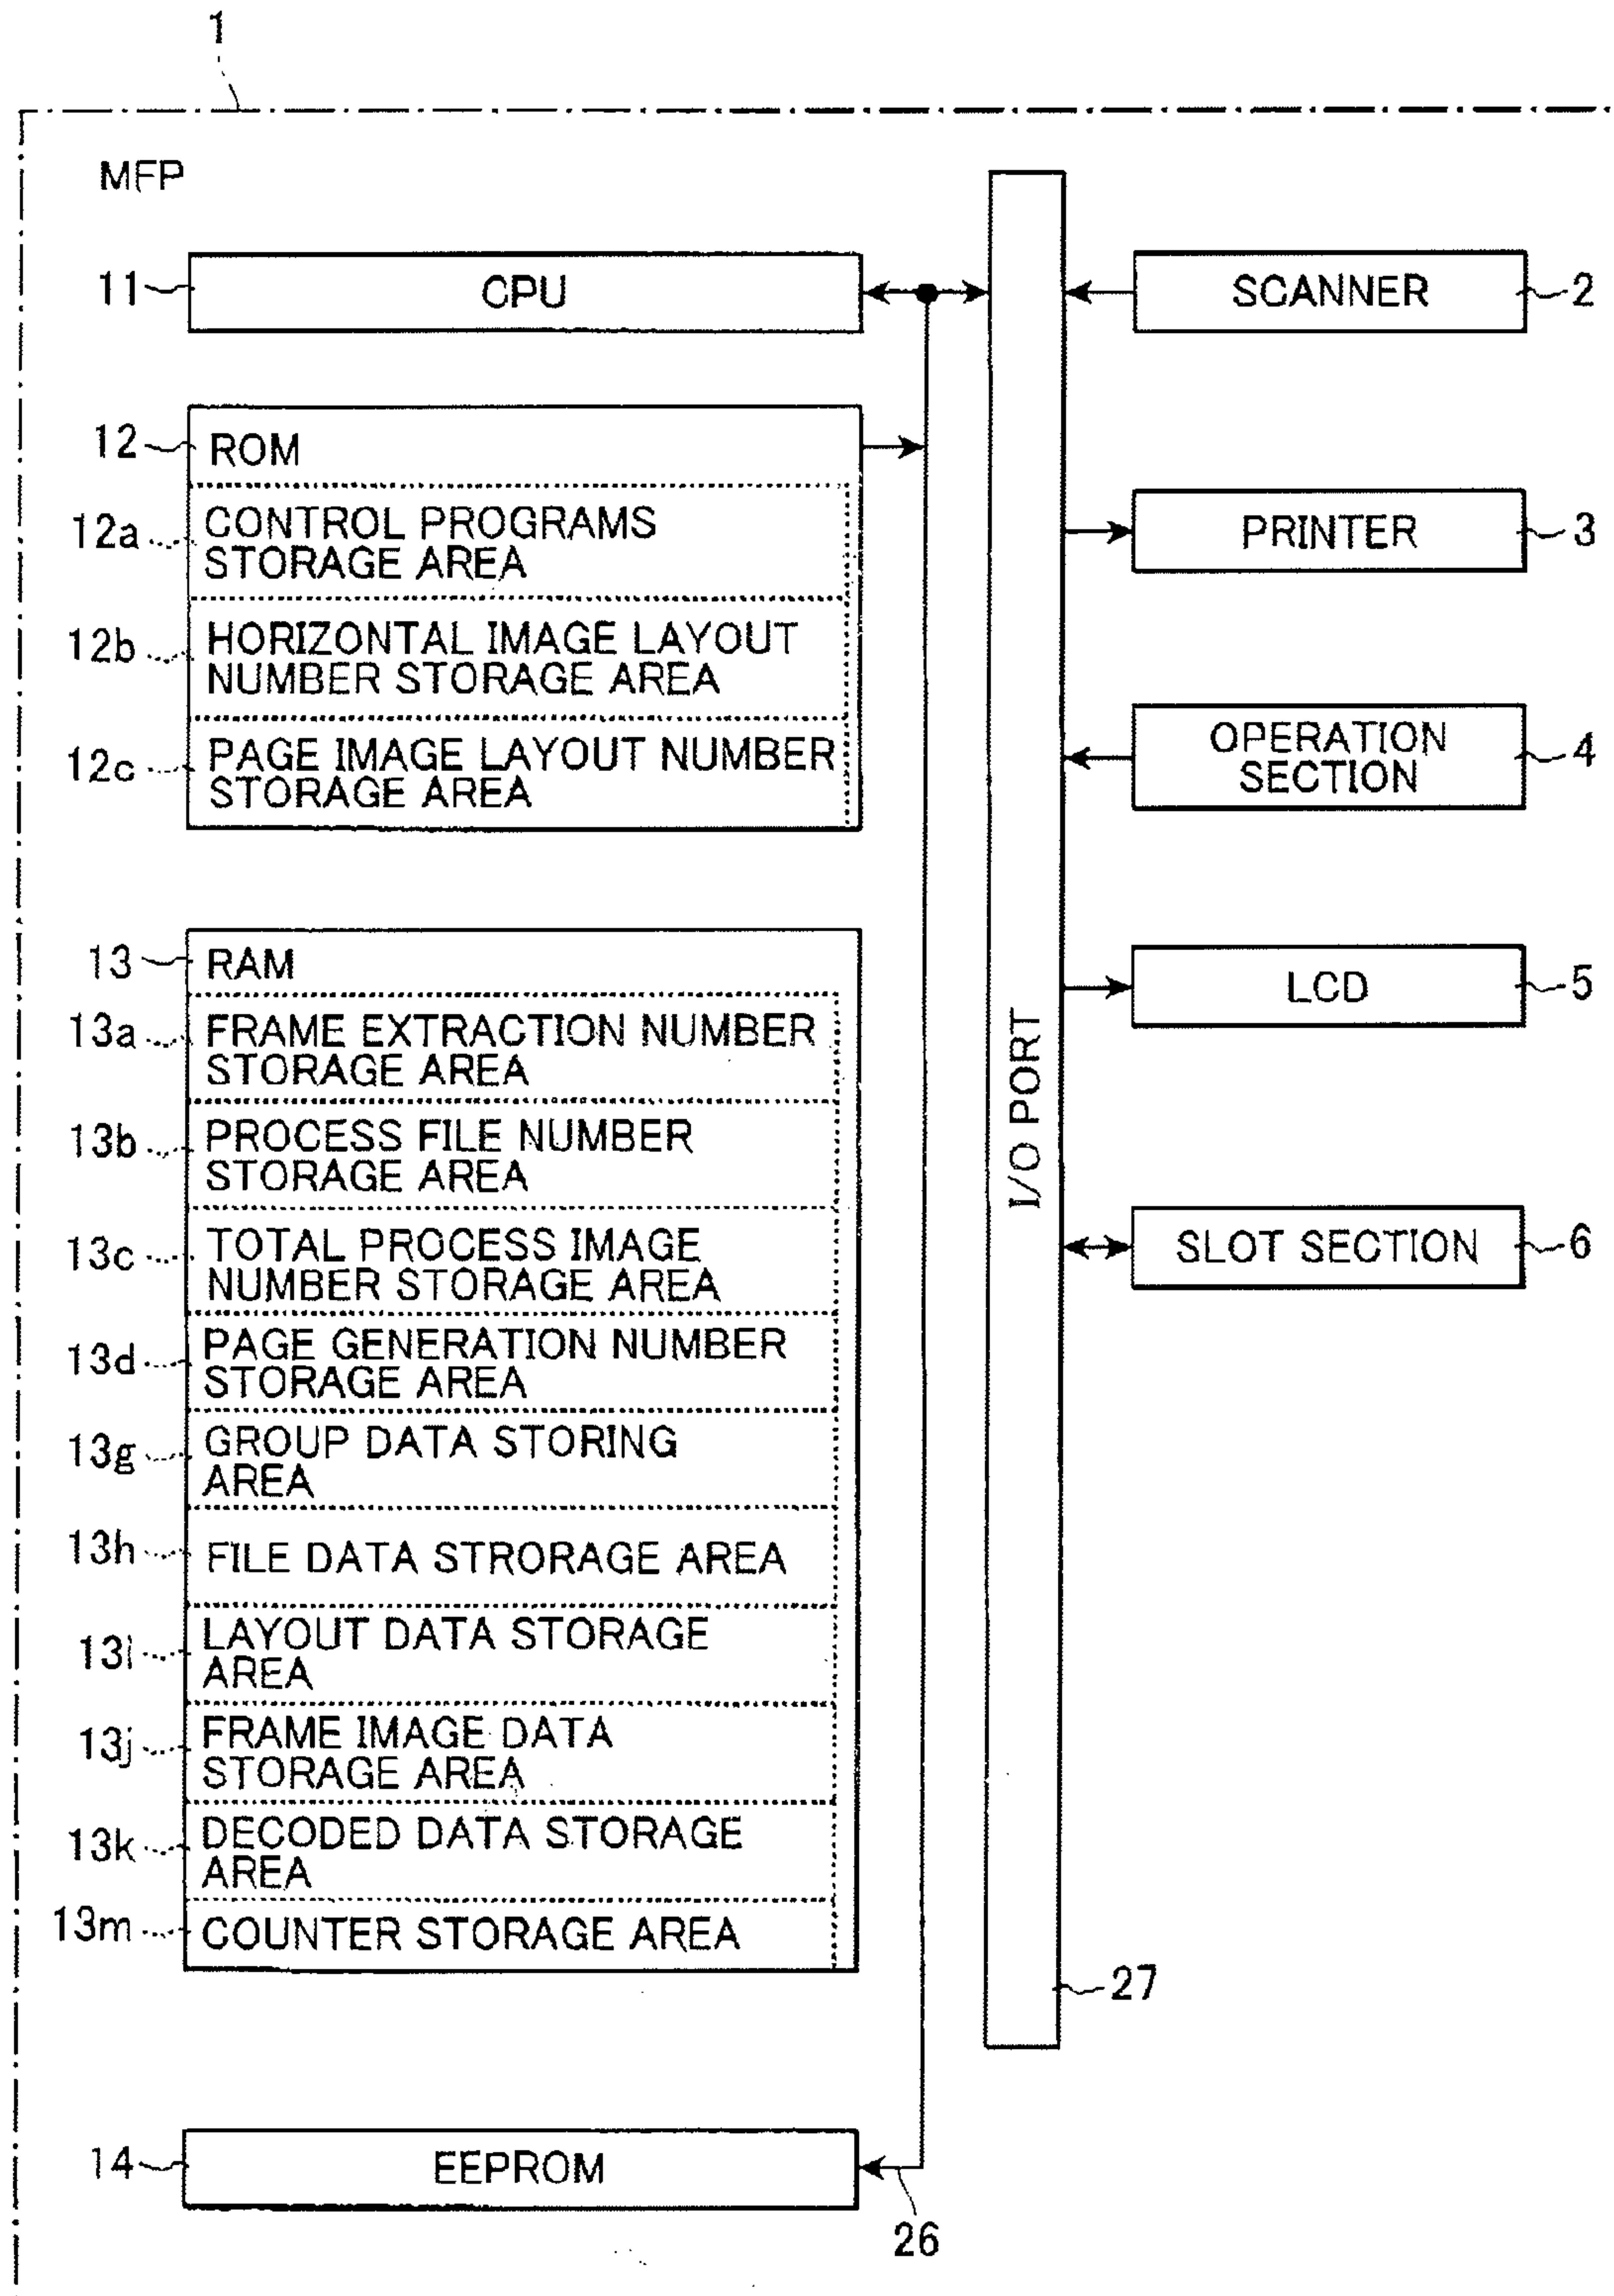 1
MFP
11
CPU
12
ROM
12a
CONTROL PROGRAMS
STORAGE AREA
12b
HORIZONTAL IMAGE LAYOUT
NUMBER STORAGE AREA
12c
PAGE IMAGE LAYOUT NUMBER
STORAGE AREA
13
RAM
13a
FRAME EXTRACTION NUMBER
STORAGE AREA
13b
PROCESS FILE NUMBER
STORAGE AREA
13c
TOTAL PROCESS IMAGE
NUMBER STORAGE AREA
13d
PAGE GENERATION NUMBER
STORAGE AREA
13g
GROUP DATA STORING
AREA
13h
FILE DATA STRORAGE AREA
13i
LAYOUT DATA STORAGE
AREA
13j
FRAME IMAGE DATA
STORAGE AREA
13k
DECODED DATA STORAGE
AREA
13m
COUNTER STORAGE AREA
14
EEPROM
26
I/O PORT
27
SCANNER
2
PRINTER
3
OPERATION
SECTION
4
LCD
5
SLOT SECTION
6